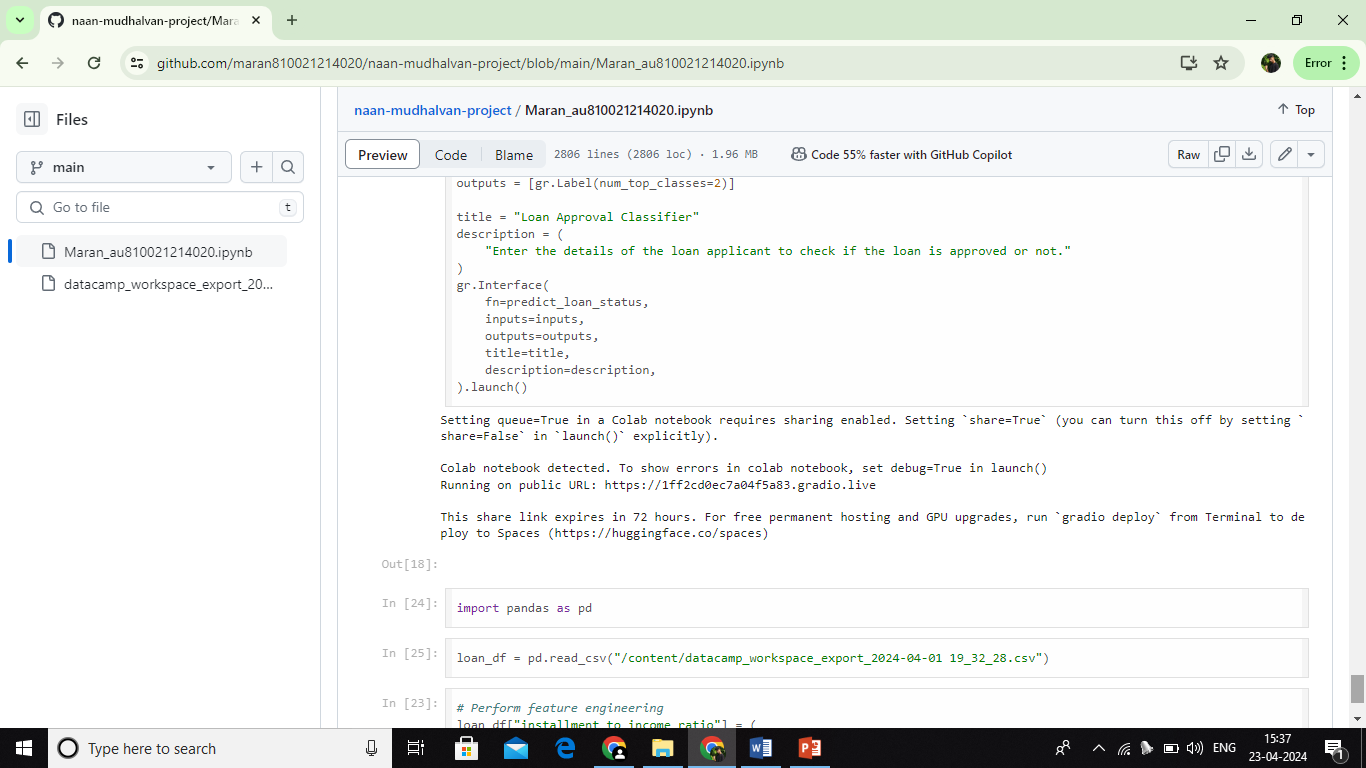 naan-mudhalvan-project/Mara
github.com/maran810021214020/naan-mudhalvan-project/blob/main/Maran_au810021214020.ipynb
Error
Files
naan-mudhalvan-project / Maran_au810021214020.ipynb
Top
main
Preview
Code
Blame
2806 lines (2806 loc) · 1.96 MB
Code 55% faster with GitHub Copilot
Raw
Go to file
t
Maran_au810021214020.ipynb
datacamp_workspace_export_20...
outputs = [gr.Label(num_top_classes=2)]
title = "Loan Approval Classifier"
description = (
"Enter the details of the loan applicant to check if the loan is approved or not."
)
gr.Interface(
fn=predict_loan_status,
inputs=inputs,
outputs=outputs,
title=title,
description=description,
).launch()
Setting queue=True in a Colab notebook requires sharing enabled. Setting `share=True` (you can turn this off by setting `
share=False` in `launch()` explicitly).
Colab notebook detected. To show errors in colab notebook, set debug=True in launch()
Running on public URL: https://1ff2cd0ec7a04f5a83.gradio.live
This share link expires in 72 hours. For free permanent hosting and GPU upgrades, run `gradio deploy` from Terminal to de
ploy to Spaces (https://huggingface.co/spaces)
Out[18]:
In [24]:
import pandas as pd
In [25]:
loan_df = pd.read_csv("/content/datacamp_workspace_export_2024-04-01 19_32_28.csv")
In [23]:
# Perform feature engineering
loan_df["installment_to_income_ratio"] = (
Type here to search
ENG
15:37
23-04-2024
1